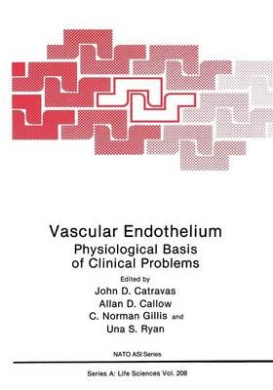 Vascular Endothelium
Physiological Basis
of Clinical Problems
Edited by
John D. Catravas
Allan D. Callow
C. Norman Gillis and
Una S. Ryan
NATO ASI Series
Series A: Life Sciences Vol. 208